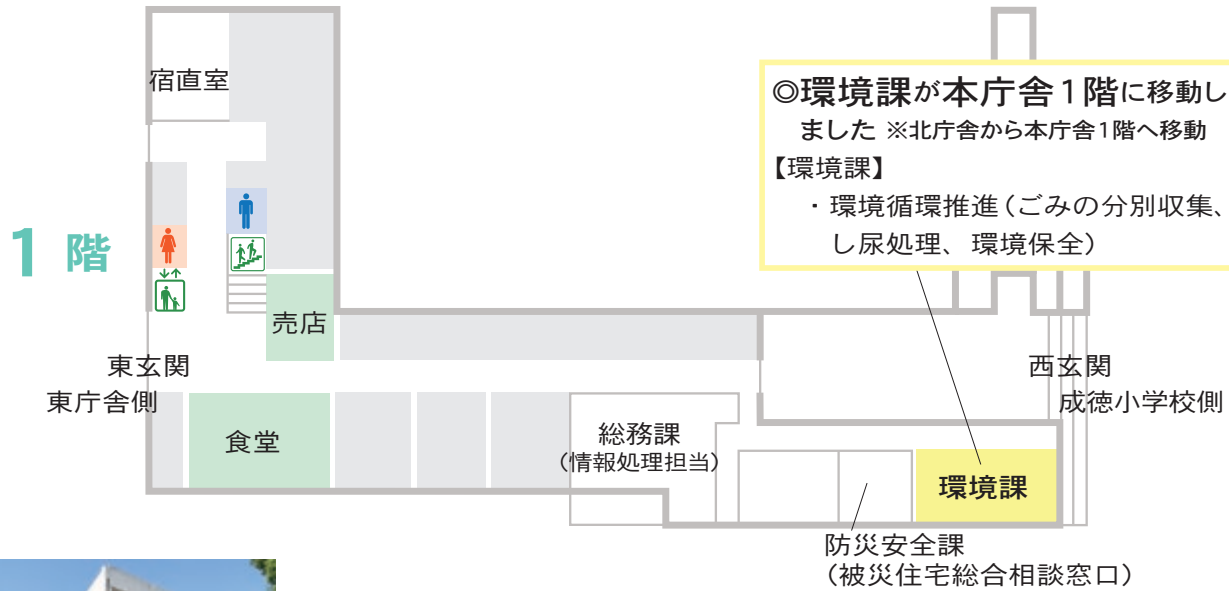 宿直室
◎環境課が本庁舎1階に移動し
ました ※北庁舎から本庁舎1階へ移動
【環境課】
・環境循環推進(ごみの分別収集、
し尿処理、環境保全)
1 階
売店
東玄関
東庁舎側
西玄関
成徳小学校側
食堂
総務課
(情報処理担当)
環境課
防災安全課
(被災住宅総合相談窓口)